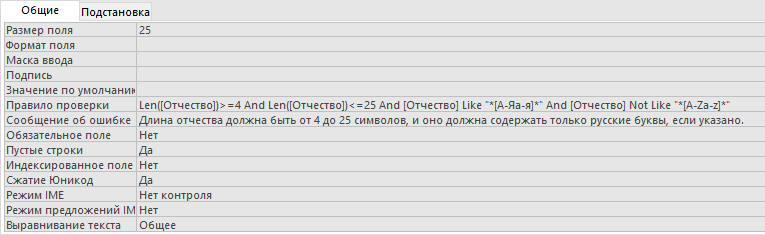 Общие Подстановка
Размер поля 25
Формат поля
Маска ввода
Подпись
Значение по умолчани
Правило проверки Len([Отчество])>=4 And Len([Отчество])<=25 And [Отчество] Like "*[А-Яа-я]*" And [Отчество] Not Like "*[A-Za-z]*"
Сообщение об ошибке Длина отчества должна быть от 4 до 25 символов, и оно должна содержать только русские буквы, если указано.
Обязательное поле Нет
Пустые строки Да
Индексированное поле Нет
Сжатие Юникод Да
Режим IME Нет контроля
Режим предложений IM Нет
Выравнивание текста Общее